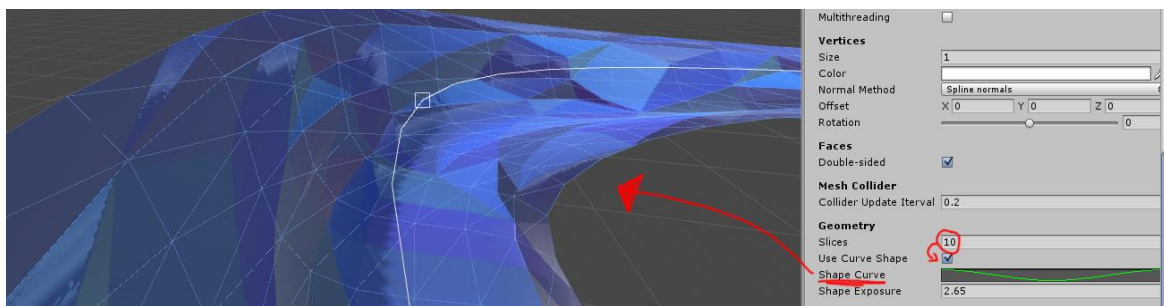 Multithreading
Vertices
Size 1
Color
Normal Method Spline normals
Offset X 0 Y 0 Z 0
Rotation 0
Faces
Double-sided
Mesh Collider
Collider Update Iterval 0.2
Geometry
Slices 10
Use Curve Shape
Shape Curve
Shape Exposure 2.65